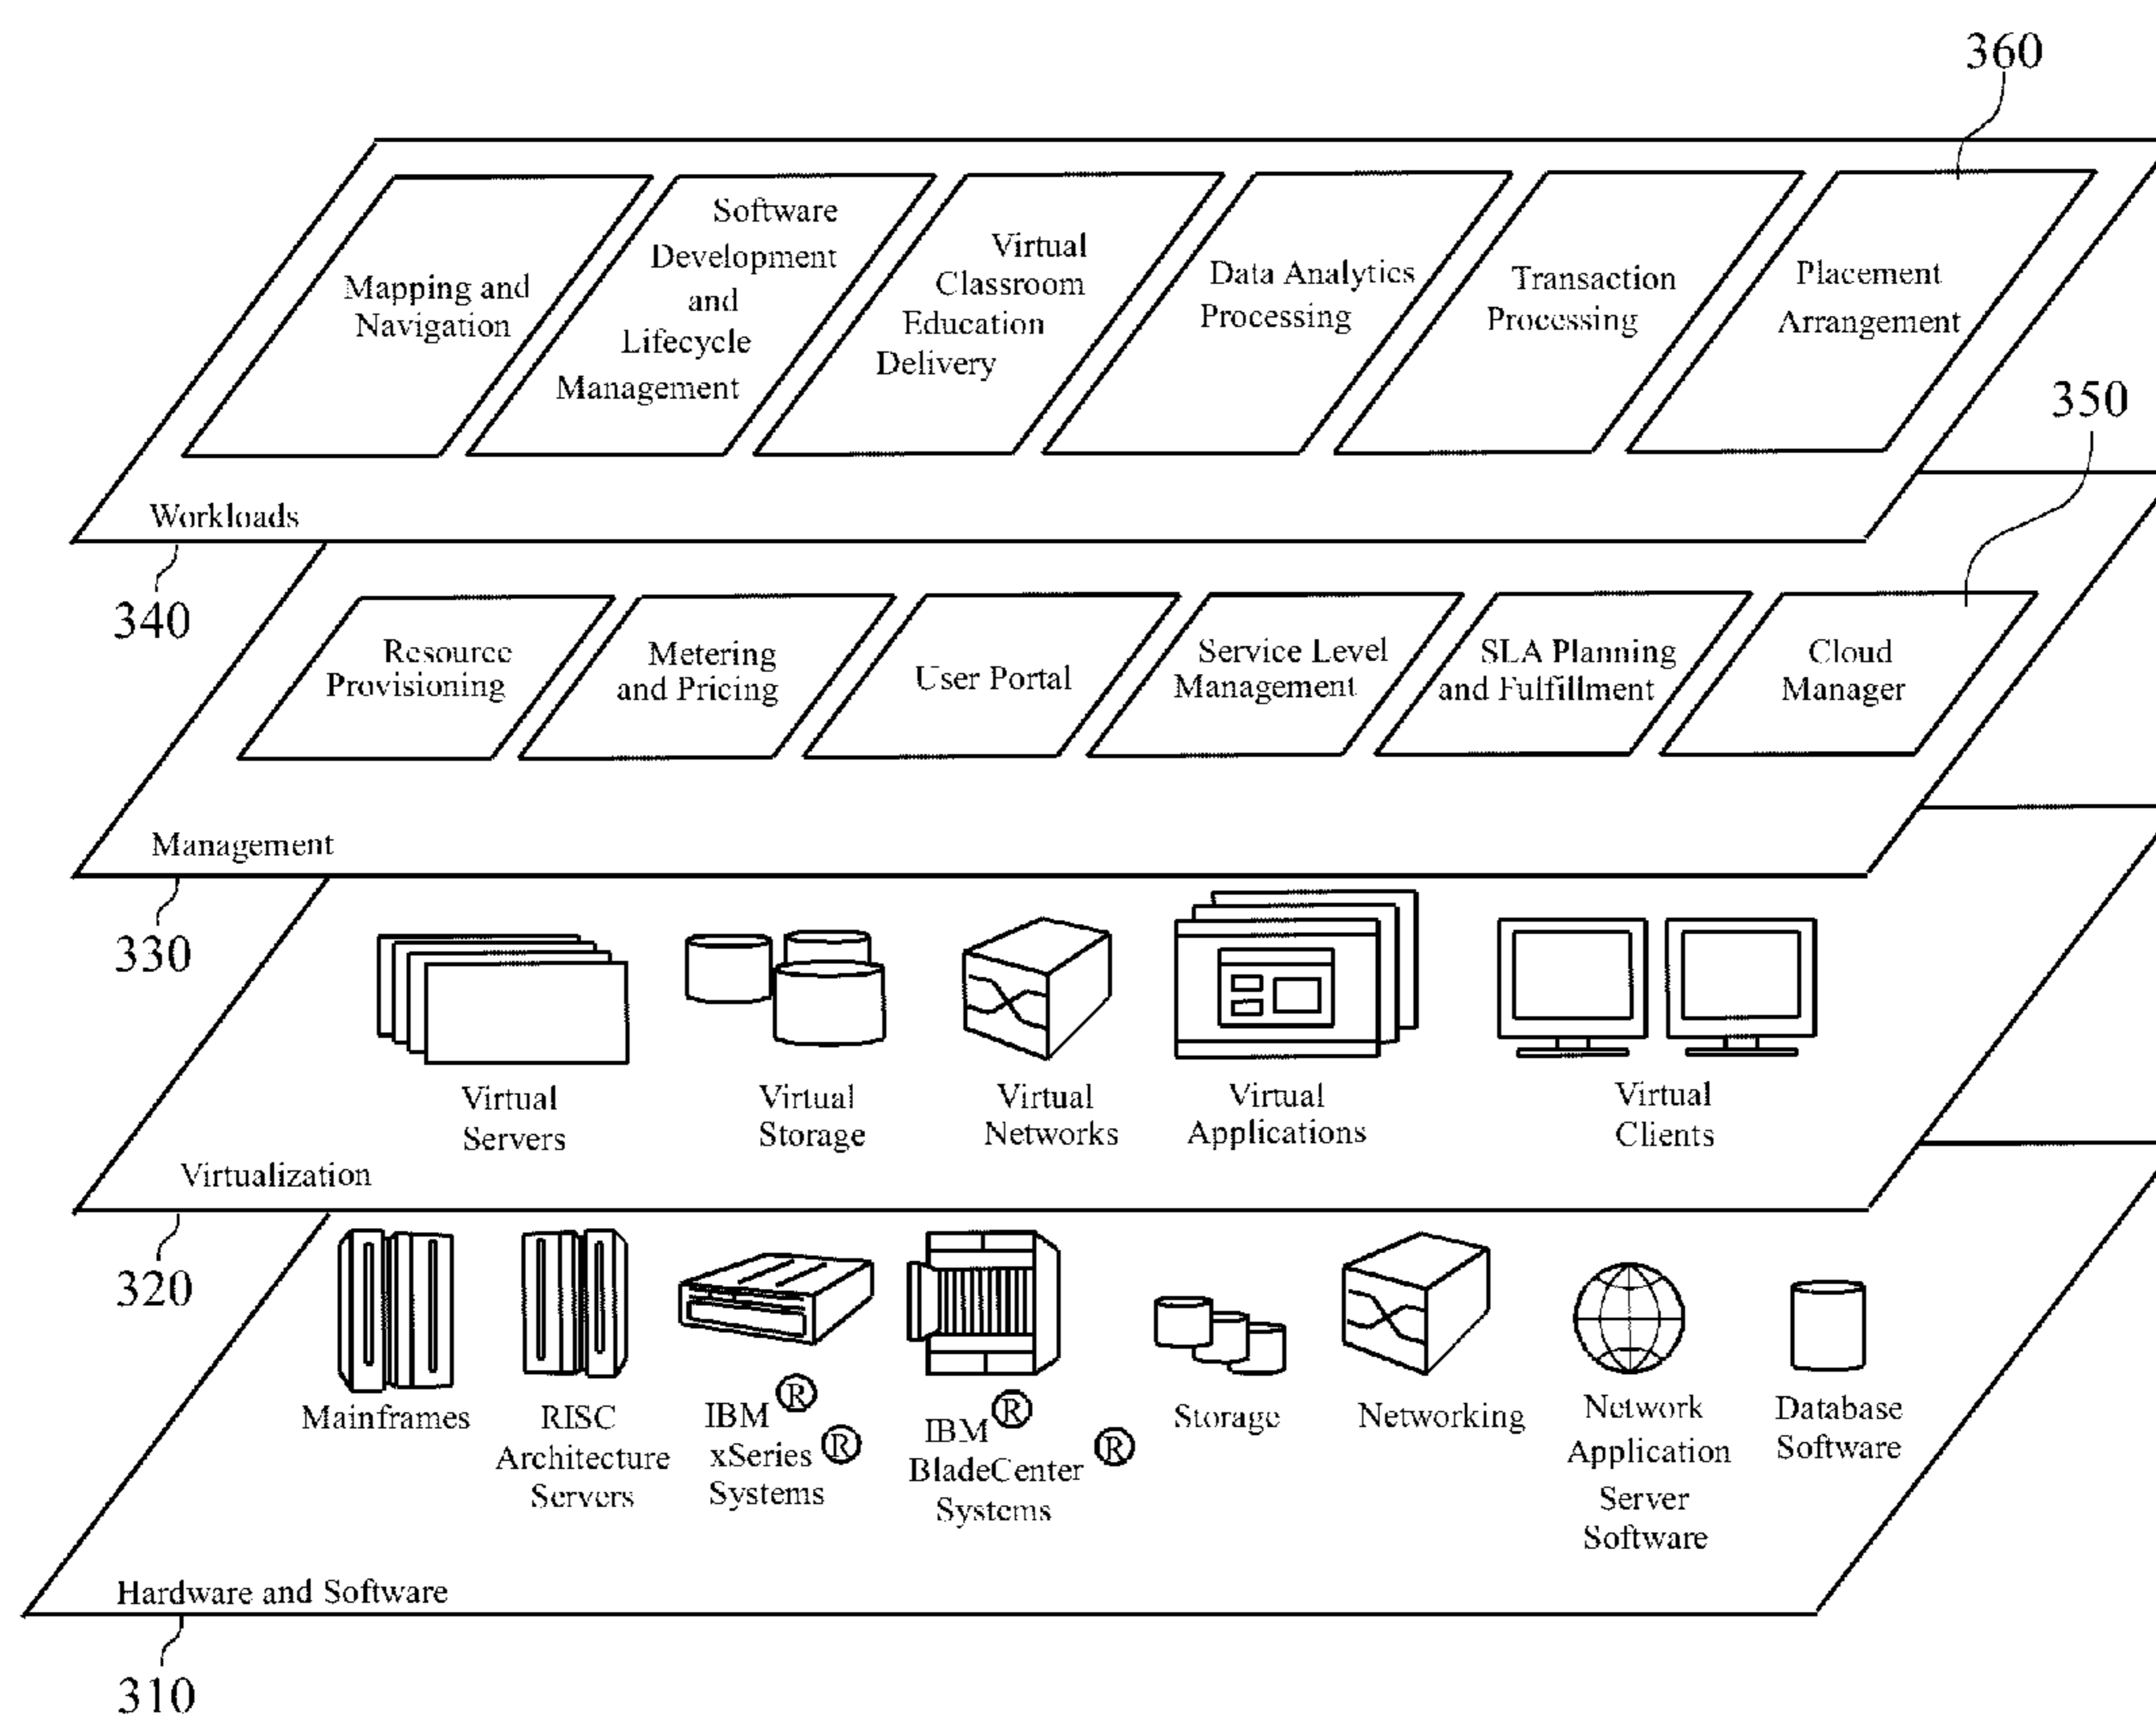 360
Mapping and
Navigation
Software
Development
and
Lifecycle
Management
Virtual
Classroom
Education
Delivery
Data Analytics
Processing
Transaction
Processing
Placement
Arrangement
350
Workloads
340
Resource
Provisioning
Metering
and Pricing
User Portal
Service Level
Management
SLA Planning
and Fulfillment
Cloud
Manager
Management
330
Virtual
Servers
Virtual
Storage
Virtual
Networks
Virtual
Applications
Virtual
Clients
Virtualization
320
Mainframes
RISC
Architecture
Servers
IBM ®
xSeries ®
Systems
IBM ®
BladeCenter ®
Systems
Storage
Networking
Network
Application
Server
Software
Database
Software
Hardware and Software
310